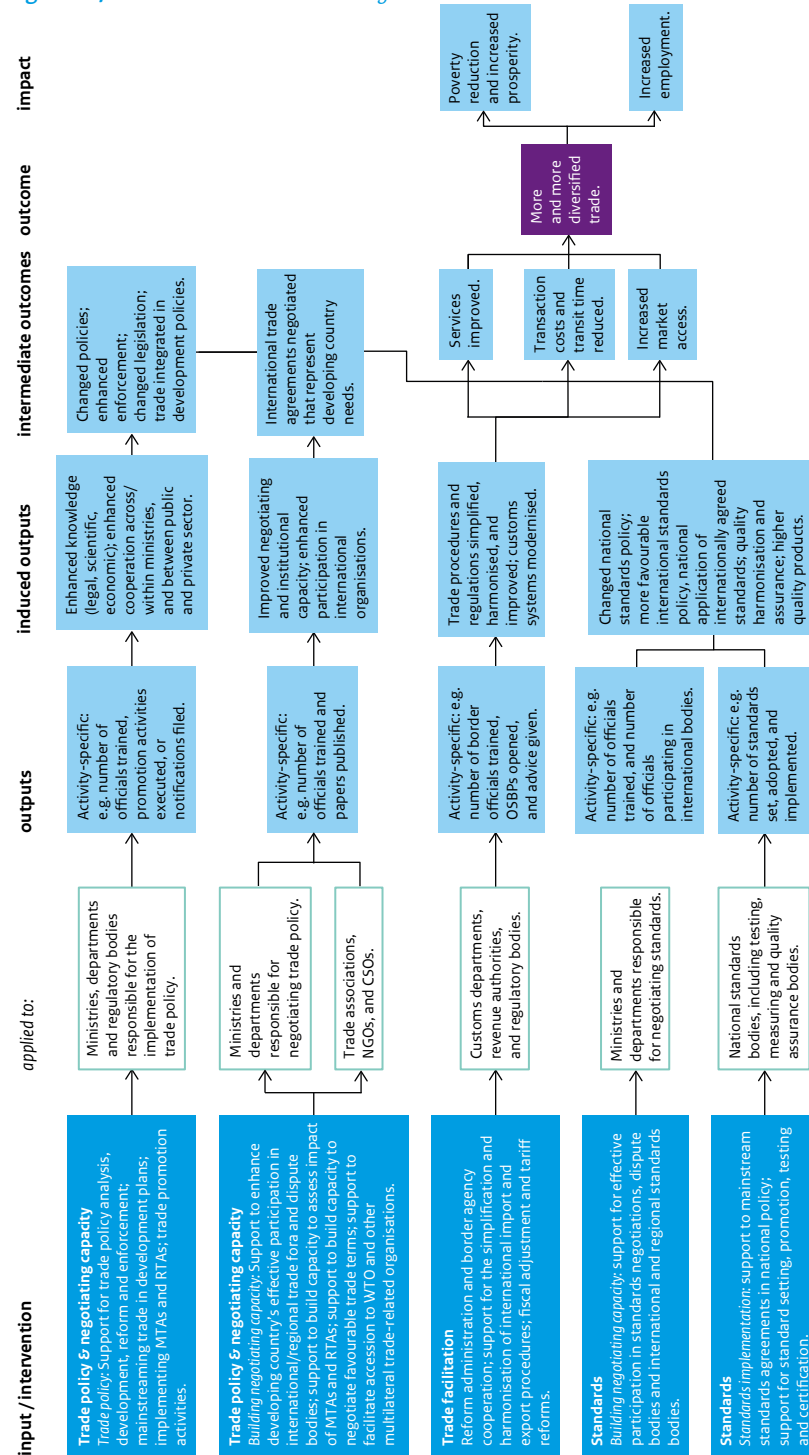 input / intervention
applied to:
outputs
induced outputs
intermediate outcomes
outcome
impact
Trade policy & negotiating capacity
Trade policy: Support for trade policy analysis,
development, reform and enforcement;
mainstreaming trade in development plans;
implementing MTAs and RTAs; trade promotion
activities.
Ministries, departments
and regulatory bodies
responsible for the
implementation of
trade policy.
Activity-specific:
e.g. number of
officials trained,
promotion activities
executed, or
notifications filed.
Enhanced knowledge
(legal, scientific,
economic); enhanced
cooperation across/
within ministries,
and between public
and private sector.
Changed policies;
enhanced
enforcement;
changed legislation;
trade integrated in
development policies.
Trade policy & negotiating capacity
Building negotiating capacity: Support to enhance
developing country's effective participation in
international/regional trade fora and dispute
bodies; support to build capacity to assess impact
of MTAs and RTAs; support to build capacity to
negotiate favourable trade terms; support to
facilitate accession to WTO and other
multilateral trade-related organisations.
Ministries and
departments
responsible for
negotiating trade policy.
Trade associations,
NGOs, and CSOs.
Activity-specific:
e.g. number of
officials trained and
papers published.
Improved negotiating
and institutional
capacity; enhanced
participation in
international
organisations.
International trade
agreements negotiated
that represent
developing country
needs.
Trade facilitation
Reform administration and border agency
cooperation; support for the simplification and
harmonisation of international import and
export procedures; fiscal adjustment and tariff
reforms.
Customs departments,
revenue authorities,
and regulatory bodies.
Activity-specific: e.g.
number of border
officials trained,
OSBPs opened,
and advice given.
Trade procedures and
regulations simplified,
harmonised, and
improved; customs
systems modernised.
Services
improved.
Transaction
costs and
transit time
reduced.
Increased
market
access.
More
and more
diversified
trade.
Poverty
reduction
and increased
prosperity.
Increased
employment.
Standards
Building negotiating capacity: support for effective
participation in standards negotiations, dispute
bodies and international and regional standards
bodies.
Ministries and
departments responsible
for negotiating standards.
Activity-specific: e.g.
number of officials
trained, and number
of officials
participating in
international bodies.
Changed national
standards policy;
more favourable
international standards
policy, national
application of
internationally agreed
standards; quality
harmonisation and
assurance; higher
quality products.
Standards
Standards implementation: support to mainstream
standards agreements in national policy;
support for standard setting, promotion, testing
and certification.
National standards
bodies, including testing,
measuring and quality
assurance bodies.
Activity-specific: e.g.
number of standards
set, adopted, and
implemented.